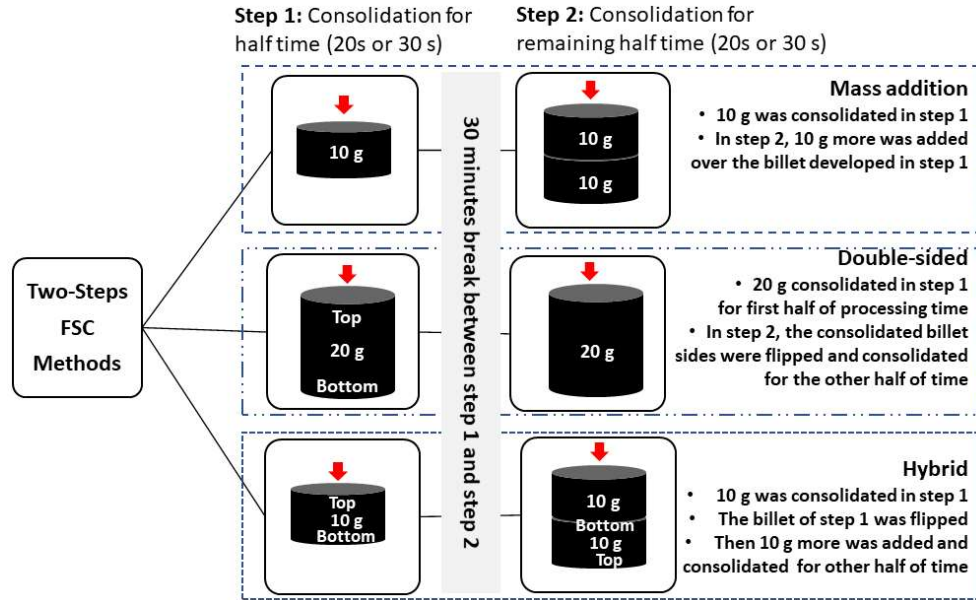 Step 1: Consolidation for
half time (20s or 30 s)
Step 2: Consolidation for
remaining half time (20s or 30 s)
Two-Steps
FSC
Methods
30 minutes break between step 1 and step 2
10 g
10 g
10 g
Mass addition
• 10 g was consolidated in step 1
• In step 2, 10 g more was added
over the billet developed in step 1
Top
20 g
Bottom
20 g
Double-sided
• 20 g consolidated in step 1
for first half of processing time
• In step 2, the consolidated billet
sides were flipped and consolidated
for the other half of time
Top
10 g
Bottom
10 g
Bottom
10 g
Top
Hybrid
• 10 g was consolidated in step 1
• The billet of step 1 was flipped
• Then 10 g more was added and
consolidated for other half of time